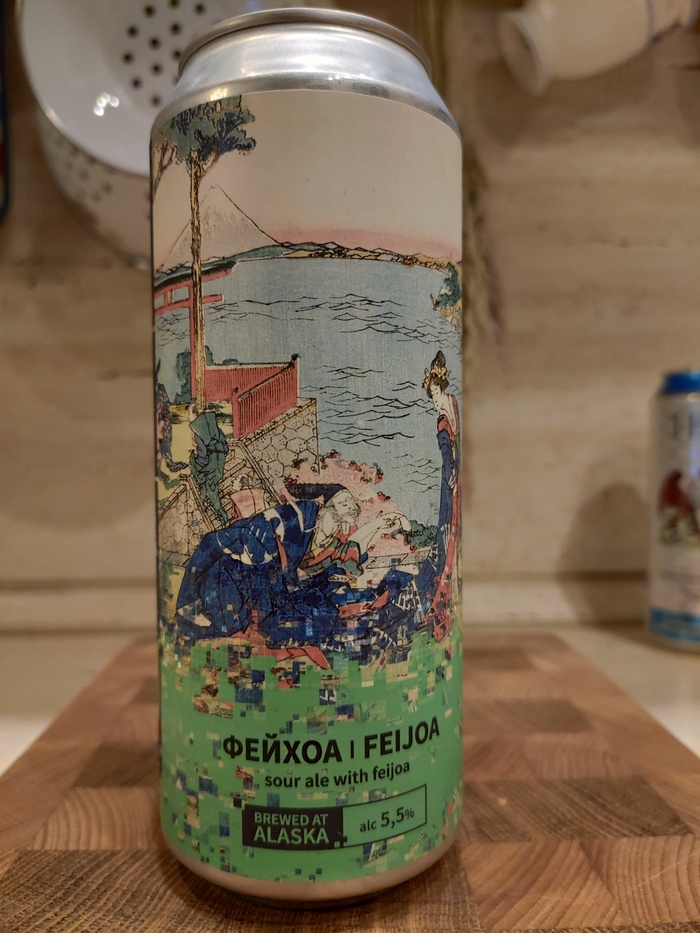 ФЕЙХОА | FEIJOA
sour ale with feijoa
BREWED AT
ALASKA
alc 5,5%